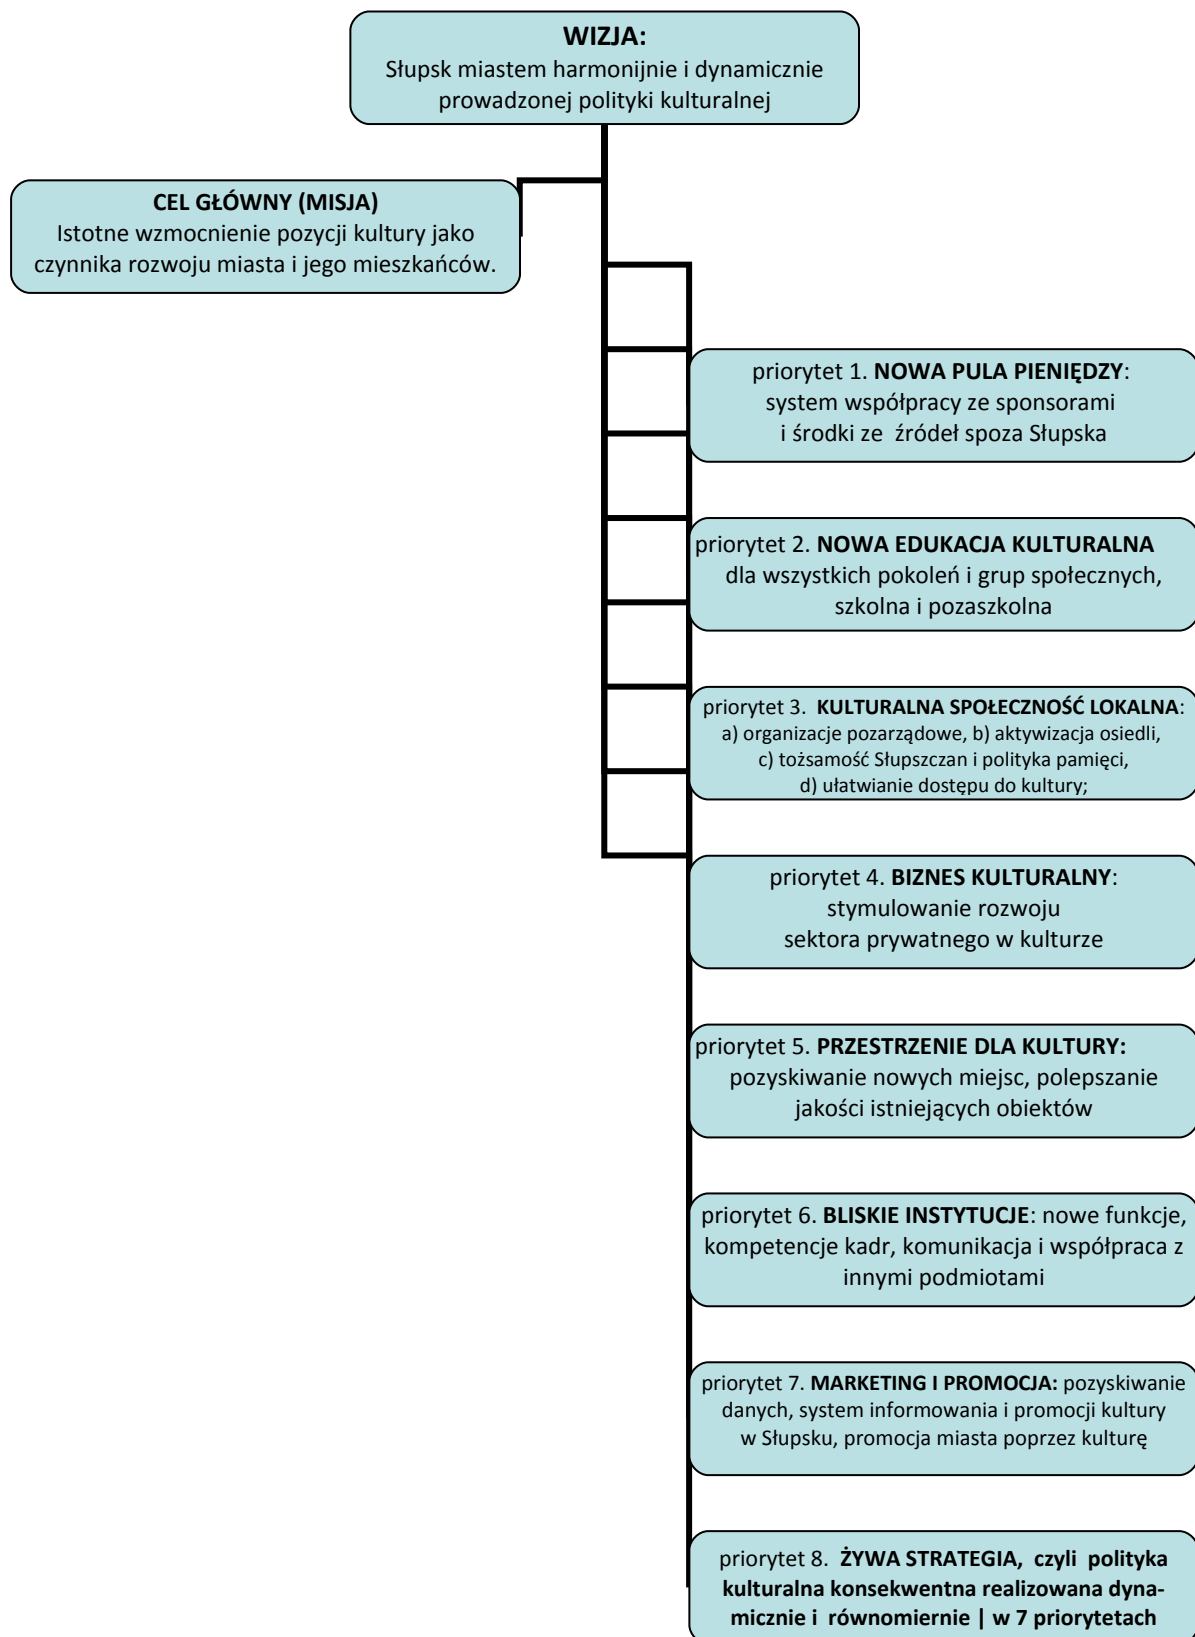 WIZJA:
Słupsk miastem harmonijnie i dynamicznie
prowadzonej polityki kulturalnej
CEL GŁÓWNY (MISJA)
Istotne wzmocnienie pozycji kultury jako
czynnika rozwoju miasta i jego mieszkańców.
priorytet 1. NOWA PULA PIENIĘDZY:
system współpracy ze sponsorami
i środki ze źródeł spoza Słupska
priorytet 2. NOWA EDUKACJA KULTURALNA
dla wszystkich pokoleń i grup społecznych,
szkolna i pozaszkolna
priorytet 3. KULTURALNA SPOŁECZNOŚĆ LOKALNA:
a) organizacje pozarządowe, b) aktywizacja osiedli,
c) tożsamość Słupszczan i polityka pamięci,
d) ułatwianie dostępu do kultury;
priorytet 4. BIZNES KULTURALNY:
stymulowanie rozwoju
sektora prywatnego w kulturze
priorytet 5. PRZESTRZENIE DLA KULTURY:
pozyskiwanie nowych miejsc, polepszanie
jakości istniejących obiektów
priorytet 6. BLISKIE INSTYTUCJE: nowe funkcje,
kompetencje kadr, komunikacja i współpraca z
innymi podmiotami
priorytet 7. MARKETING I PROMOCJA: pozyskiwanie
danych, system informowania i promocji kultury
w Słupsku, promocja miasta poprzez kulturę
priorytet 8. ŻYWA STRATEGIA, czyli polityka
kulturalna konsekwentna realizowana dyna-
micznie i równomiernie | w 7 priorytetach